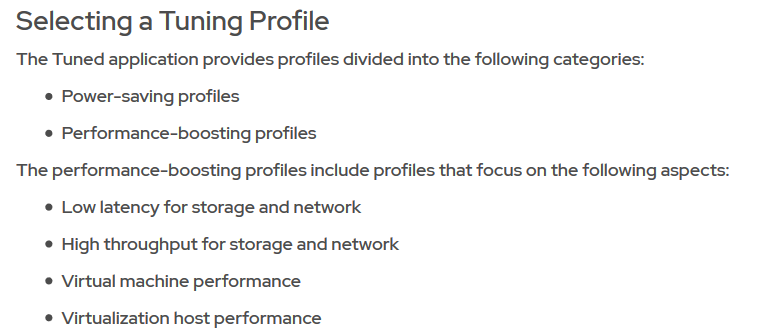 Selecting a Tuning Profile
The Tuned application provides profiles divided into the following categories:
• Power-saving profiles
• Performance-boosting profiles
The performance-boosting profiles include profiles that focus on the following aspects:
• Low latency for storage and network
• High throughput for storage and network
• Virtual machine performance
• Virtualization host performance